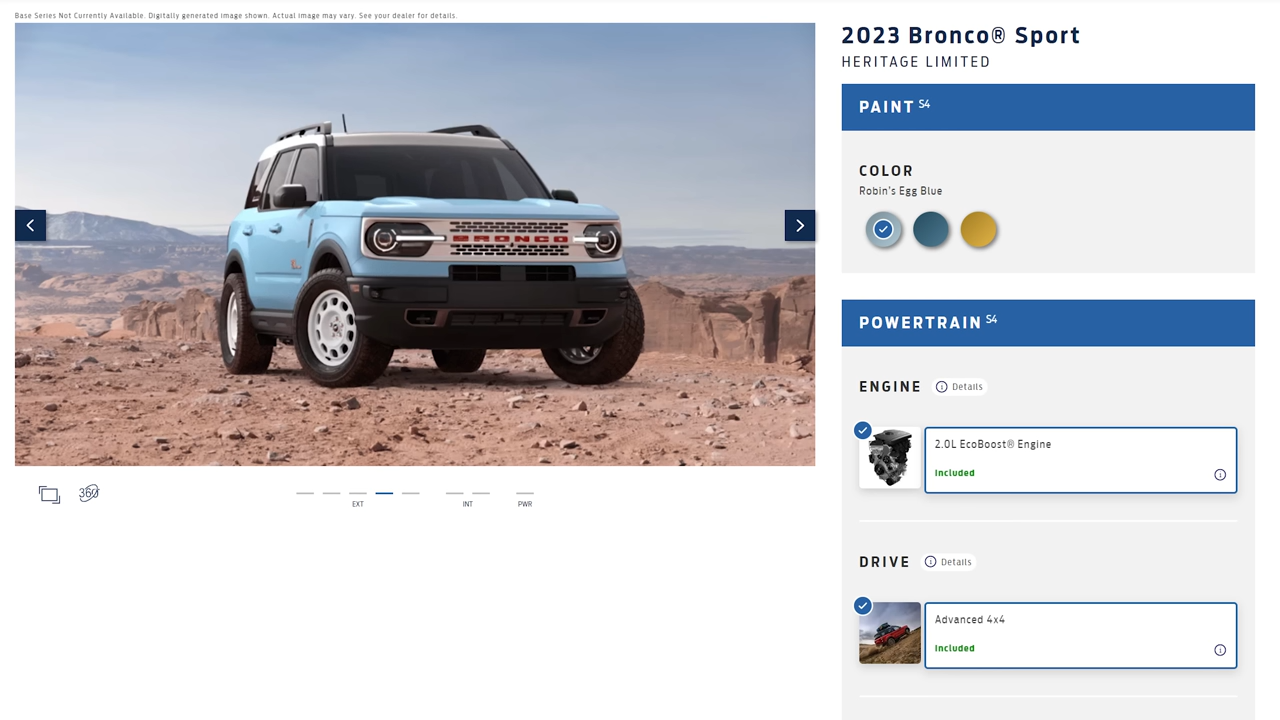 Base Series Not Currently Available. Digitally generated image shown. Actual image may vary. See your dealer for details.
BRONCO
360
EXT
INT
PWR
2023 Bronco® Sport
HERITAGE LIMITED
PAINT S4
COLOR
Robin's Egg Blue
POWERTRAIN S4
ENGINE
Details
2.0L EcoBoost® Engine
Included
DRIVE
Details
Advanced 4x4
Included